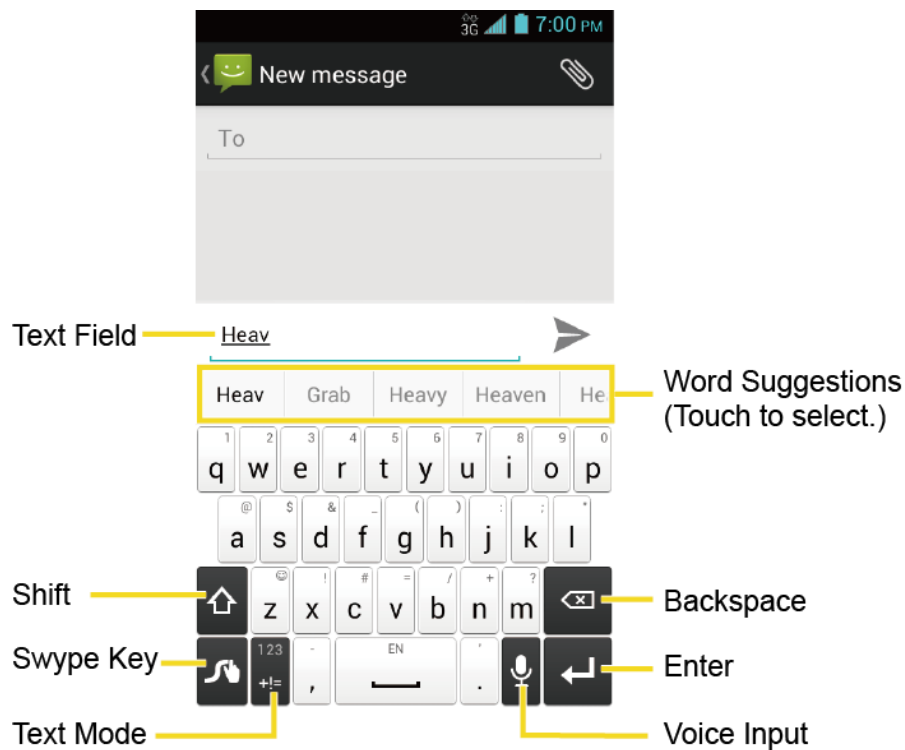 3G 7:00 PM
New message
To
Text Field
Heav
Heav Grab Heavy Heaven He
Word Suggestions
(Touch to select.)
1 2 3 4 5 6 7 8 9 0
q w e r t y u i o p
@ $ & _ ( ) : ; "
a s d f g h j k l
Shift
! # = / + ?
z x c v b n m
Backspace
Swype Key
123 - EN '
+!= , .
Enter
Text Mode
Voice Input